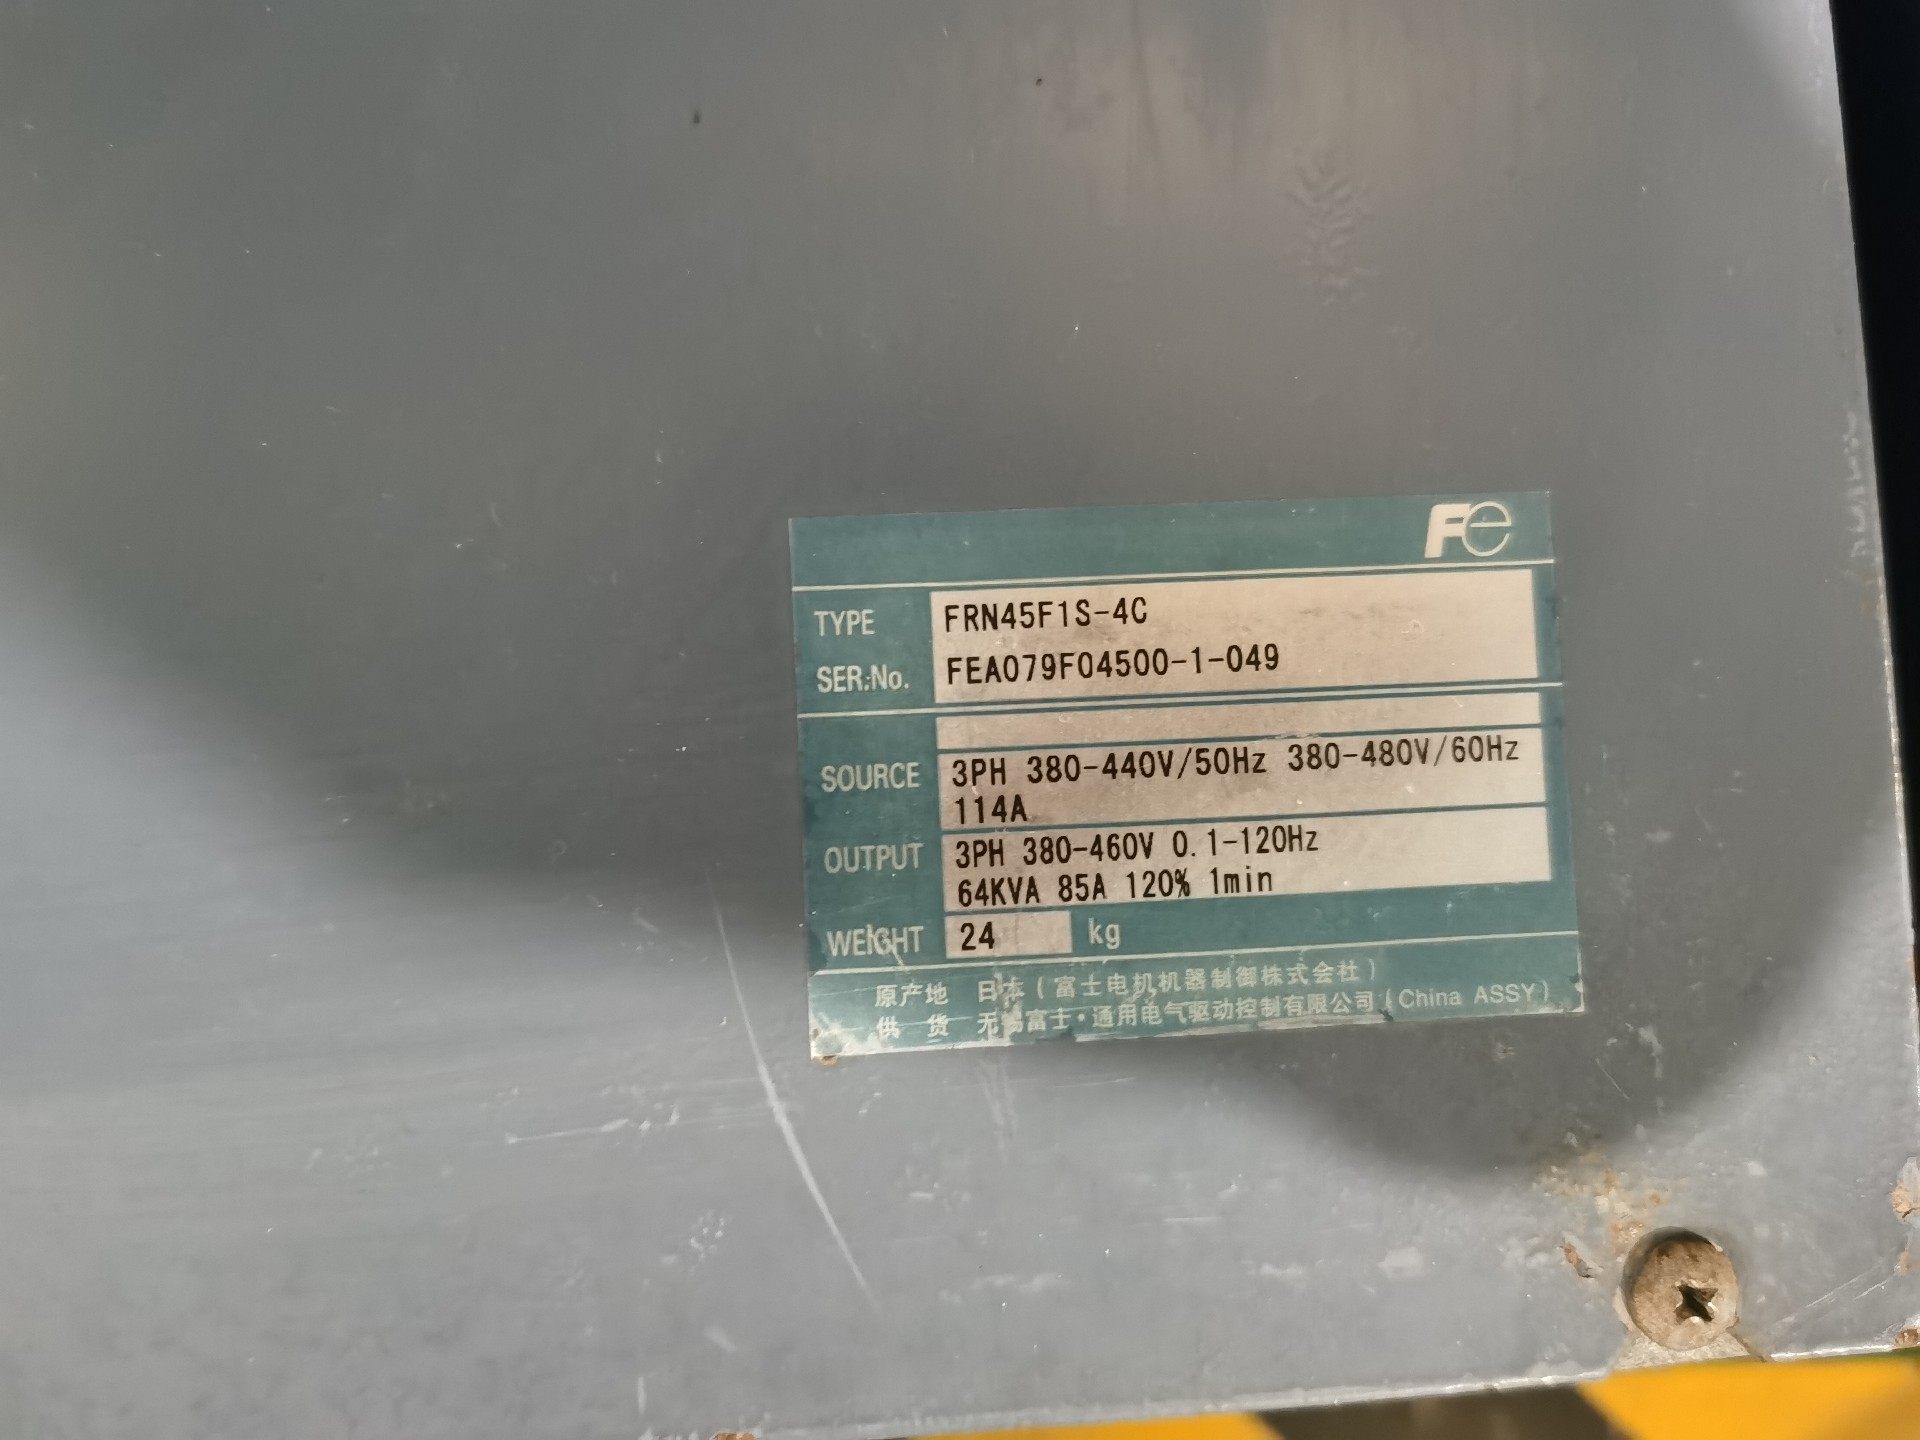 Fe
TYPE FRN45F1S-4C
SER.No. FEA079F04500-1-049
SOURCE 3PH 380-440V/50Hz 380-480V/60Hz
114A
OUTPUT 3PH 380-460V 0.1-120Hz
64KVA 85A 120% 1min
WEIGHT 24 kg
原产地 日本(富士电机机器制御株式会社)
供 货 无锡富士·通用电气驱动控制有限公司(China ASSY)